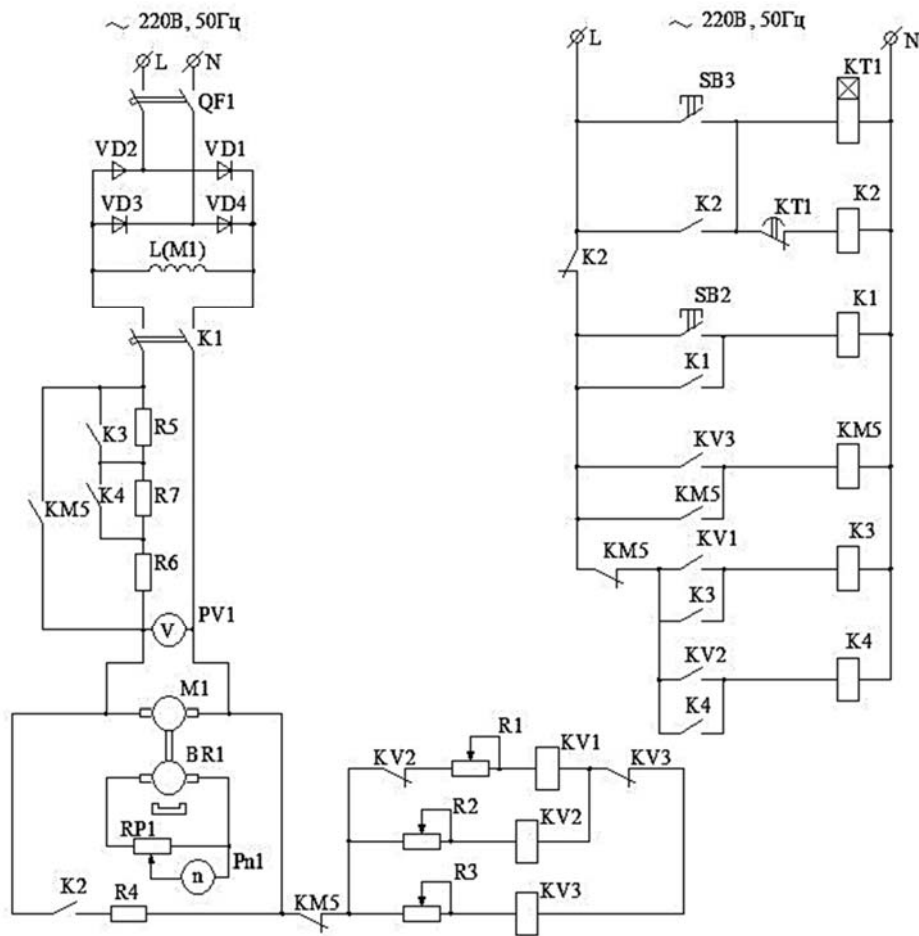 ~ 220В, 50Гц
L N
QF1
VD2 VD1
VD3 VD4
L(M1)
K1
K3 R5
K4 R7
KM5
R6
PV1
V
M1
BR1
RP1
Pn1
n
K2 R4
KM5
KV2 R1 KV1 KV3
R2 KV2
R3 KV3
~ 220В, 50Гц
L N
SB3 KT1
K2 KT1 K2
K2
SB2 K1
K1
KV3 KM5
KM5
KM5 KV1 K3
K3
KV2 K4
K4